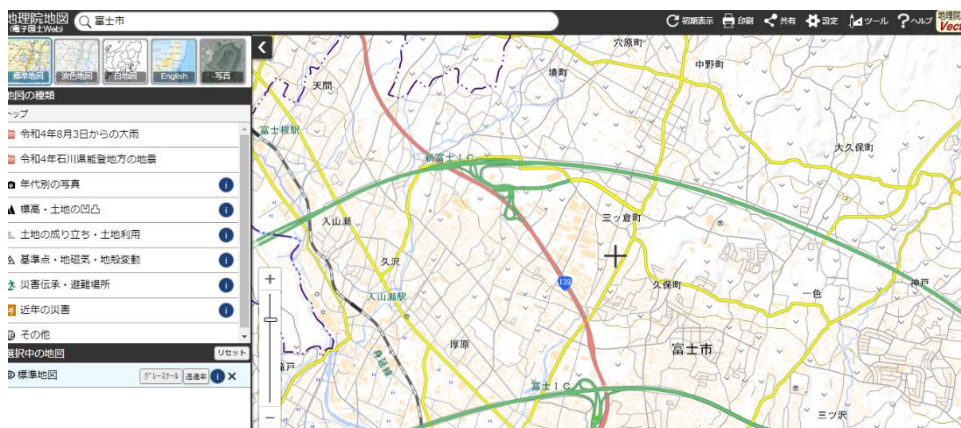 地理院地図
(電子国土Web)
富士市
初期表示 印刷 共有 設定 ツール ヘルプ
地理院
Vect
標準地図
淡色地図
白地図
English
写真
地図の種類
トップ
令和4年8月3日からの大雨
令和4年石川県能登地方の地震
年代別の写真
標高・土地の凹凸
土地の成り立ち・土地利用
基準点・地磁気・地殻変動
災害伝承・避難場所
近年の災害
その他
選択中の地図
リセット
標準地図
グレースケール
透過率
穴原町
中野町
境町
天間
大久保町
富士根駅
新富士IC
三ッ倉町
入山瀬
久沢
139
久保町
一色
神戸
入山瀬駅
厚原
富士市
身延線
富士IC
三ツ沢